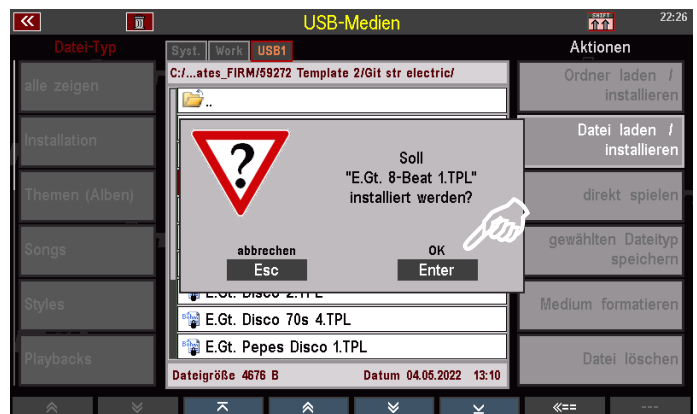 USB-Medien
SHIFT
22:26
Datei-Typ
Syst. Work USB1
Aktionen
C:/...ates_FIRM/59272 Template 2/Git str electric/
alle zeigen
Ordner laden /
installieren
..
Installation
Datei laden /
installieren
?
Soll
"E.Gt. 8-Beat 1.TPL"
installiert werden?
Themen (Alben)
direkt spielen
Songs
gewählten Dateityp
speichern
abbrechen
Esc
OK
Enter
Styles
Medium formatieren
E.Gt. Disco 2.TPL
E.Gt. Disco 70s 4.TPL
Playbacks
E.Gt. Pepes Disco 1.TPL
Datei löschen
Dateigröße 4676 B
Datum 04.05.2022 13:10
«==
---